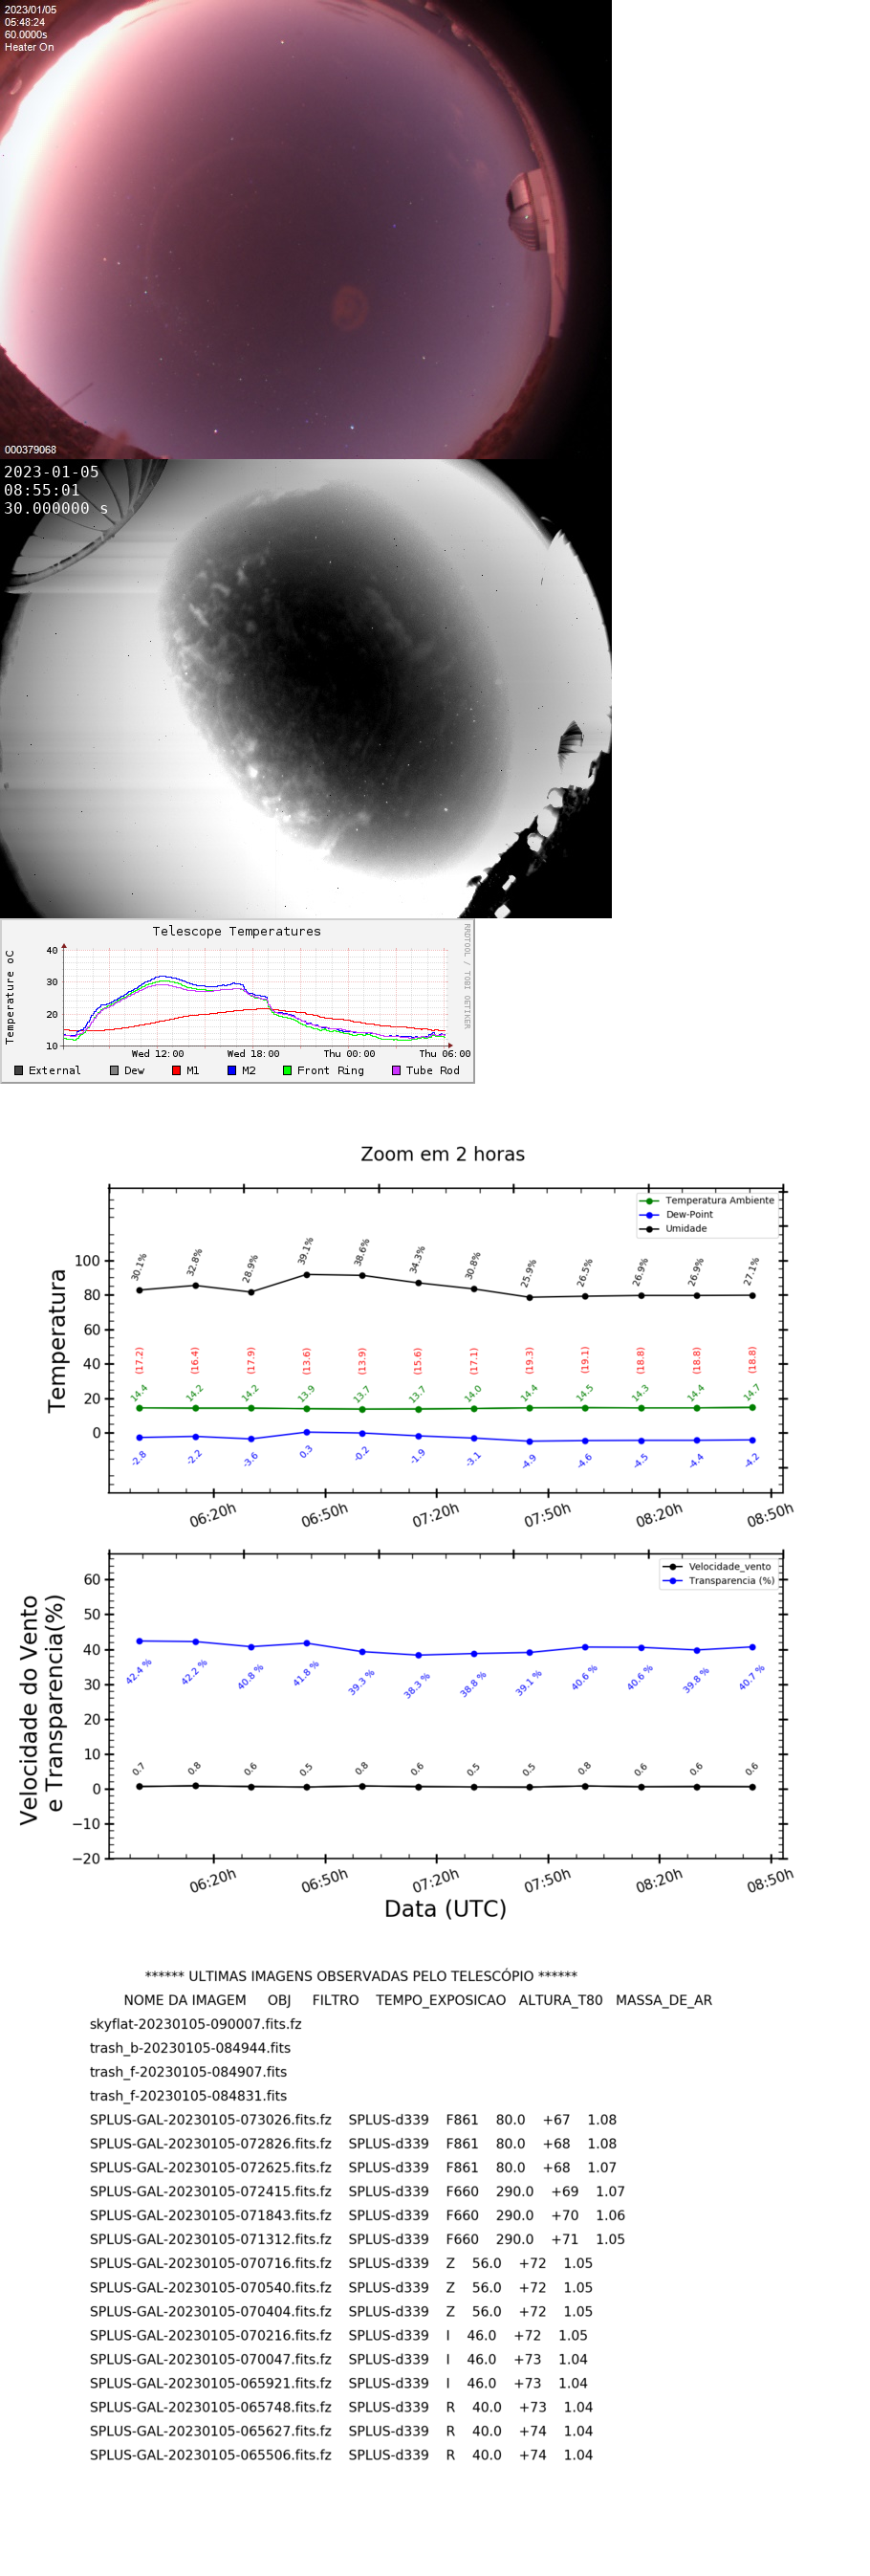 2023/01/05
05:48:24
60.0000s
Heater On
000379068
2023-01-05
08:55:01
30.000000 s
Telescope Temperatures
RRDTOOL / TOBI OETIKER
Temperature oC
40
30
20
10
Wed 12:00 Wed 18:00 Thu 00:00 Thu 06:00
External Dew M1 M2 Front Ring Tube Rod
Zoom em 2 horas
Temperatura Ambiente
Dew-Point
Umidade
Temperatura
100
80
60
40
20
0
30.1% 32.8% 28.9% 39.1% 38.6% 34.3% 30.8% 25.9% 26.5% 26.9% 26.9% 27.1%
(17.2) (16.4) (17.9) (13.6) (13.9) (15.6) (17.1) (19.3) (19.1) (18.8) (18.8) (18.8)
14.4 14.2 14.2 13.9 13.7 13.7 14.0 14.4 14.5 14.3 14.4 14.7
-2.8 -2.2 -3.6 0.3 -0.2 -1.9 -3.1 -4.9 -4.6 -4.5 -4.4 -4.2
06:20h 06:50h 07:20h 07:50h 08:20h 08:50h
Velocidade_vento
Transparencia (%)
Velocidade do Vento
e Transparencia(%)
60
50
40
30
20
10
0
−10
−20
42.4 % 42.2 % 40.8 % 41.8 % 39.3 % 38.3 % 38.8 % 39.1 % 40.6 % 40.6 % 39.8 % 40.7 %
0.7 0.8 0.6 0.5 0.8 0.6 0.5 0.5 0.8 0.6 0.6 0.6
06:20h 06:50h 07:20h 07:50h 08:20h 08:50h
Data (UTC)
****** ULTIMAS IMAGENS OBSERVADAS PELO TELESCÓPIO ******
NOME DA IMAGEM OBJ FILTRO TEMPO_EXPOSICAO ALTURA_T80 MASSA_DE_AR
skyflat-20230105-090007.fits.fz
trash_b-20230105-084944.fits
trash_f-20230105-084907.fits
trash_f-20230105-084831.fits
SPLUS-GAL-20230105-073026.fits.fz SPLUS-d339 F861 80.0 +67 1.08
SPLUS-GAL-20230105-072826.fits.fz SPLUS-d339 F861 80.0 +68 1.08
SPLUS-GAL-20230105-072625.fits.fz SPLUS-d339 F861 80.0 +68 1.07
SPLUS-GAL-20230105-072415.fits.fz SPLUS-d339 F660 290.0 +69 1.07
SPLUS-GAL-20230105-071843.fits.fz SPLUS-d339 F660 290.0 +70 1.06
SPLUS-GAL-20230105-071312.fits.fz SPLUS-d339 F660 290.0 +71 1.05
SPLUS-GAL-20230105-070716.fits.fz SPLUS-d339 Z 56.0 +72 1.05
SPLUS-GAL-20230105-070540.fits.fz SPLUS-d339 Z 56.0 +72 1.05
SPLUS-GAL-20230105-070404.fits.fz SPLUS-d339 Z 56.0 +72 1.05
SPLUS-GAL-20230105-070216.fits.fz SPLUS-d339 I 46.0 +72 1.05
SPLUS-GAL-20230105-070047.fits.fz SPLUS-d339 I 46.0 +73 1.04
SPLUS-GAL-20230105-065921.fits.fz SPLUS-d339 I 46.0 +73 1.04
SPLUS-GAL-20230105-065748.fits.fz SPLUS-d339 R 40.0 +73 1.04
SPLUS-GAL-20230105-065627.fits.fz SPLUS-d339 R 40.0 +74 1.04
SPLUS-GAL-20230105-065506.fits.fz SPLUS-d339 R 40.0 +74 1.04